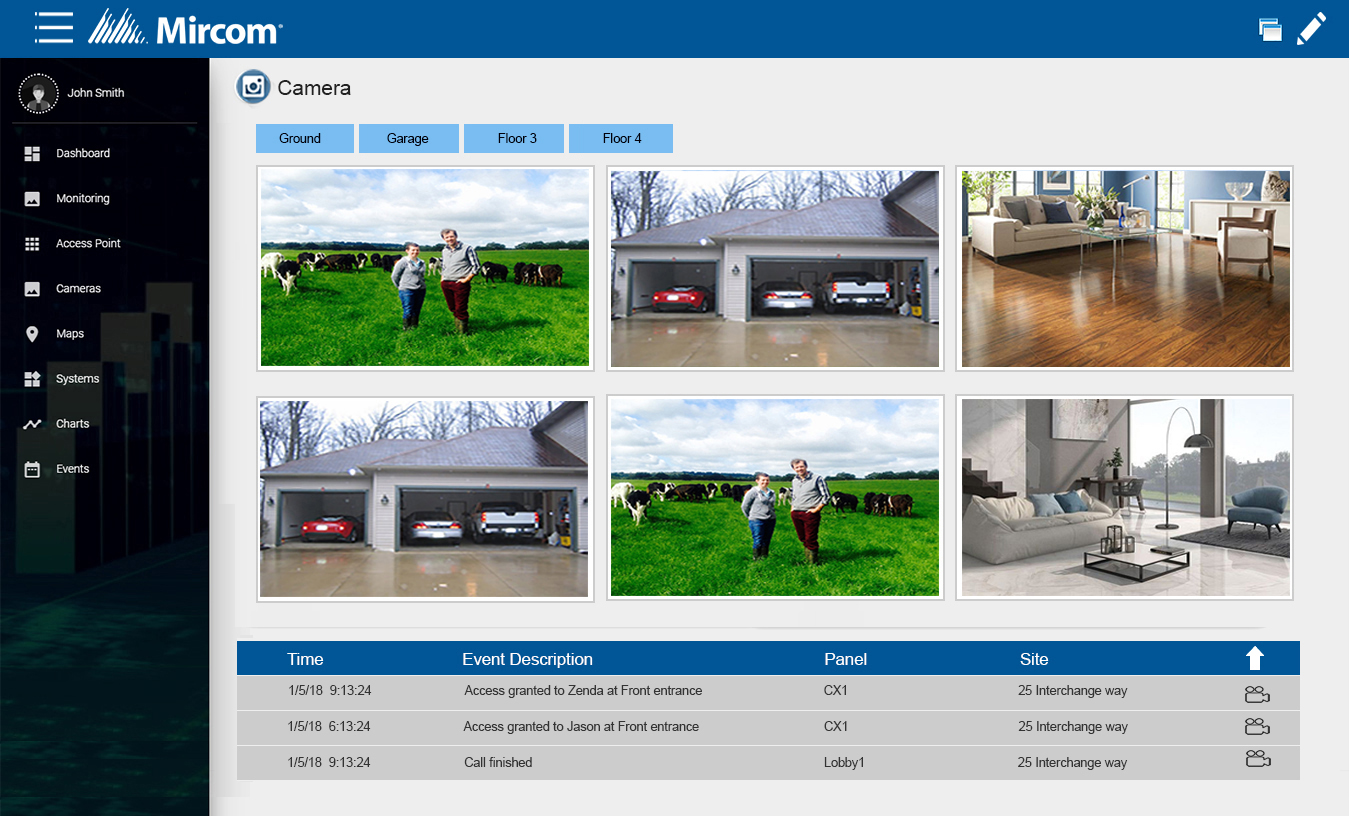 Mircom
John Smith
Dashboard
Monitoring
Access Point
Cameras
Maps
Systems
Charts
Events
Camera
Ground Garage Floor 3 Floor 4
Time Event Description Panel Site
1/5/18 9:13:24 Access granted to Zenda at Front entrance CX1 25 Interchange way
1/5/18 6:13:24 Access granted to Jason at Front entrance CX1 25 Interchange way
1/5/18 9:13:24 Call finished Lobby1 25 Interchange way